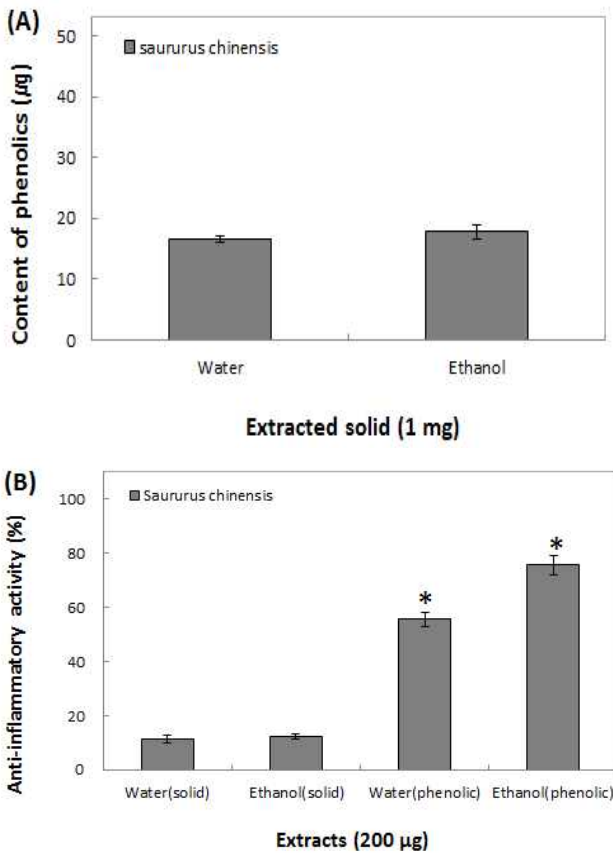 (A)
Content of phenolics (㎍)
50
40
30
20
10
0
saururus chinensis
Water Ethanol
Extracted solid (1 mg)
(B)
Anti-inflammatory activity (%)
100
80
60
40
20
0
Saururus chinensis
*
*
Water(solid) Ethanol(solid) Water(phenolic) Ethanol(phenolic)
Extracts (200 μg)